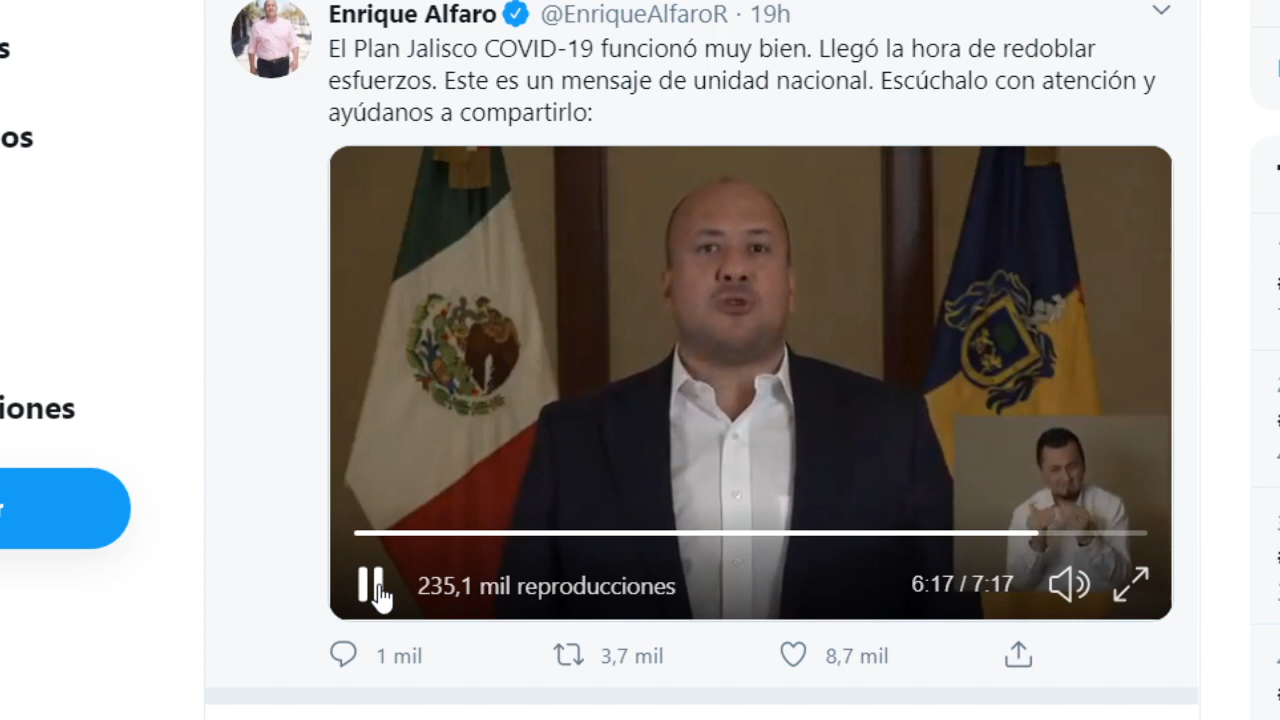 Enrique Alfaro @EnriqueAlfaroR · 19h
El Plan Jalisco COVID-19 funcionó muy bien. Llegó la hora de redoblar
esfuerzos. Este es un mensaje de unidad nacional. Escúchalo con atención y
ayúdanos a compartirlo:
s
os
iones
r
235,1 mil reproducciones
6:17 / 7:17
1 mil
3,7 mil
8,7 mil